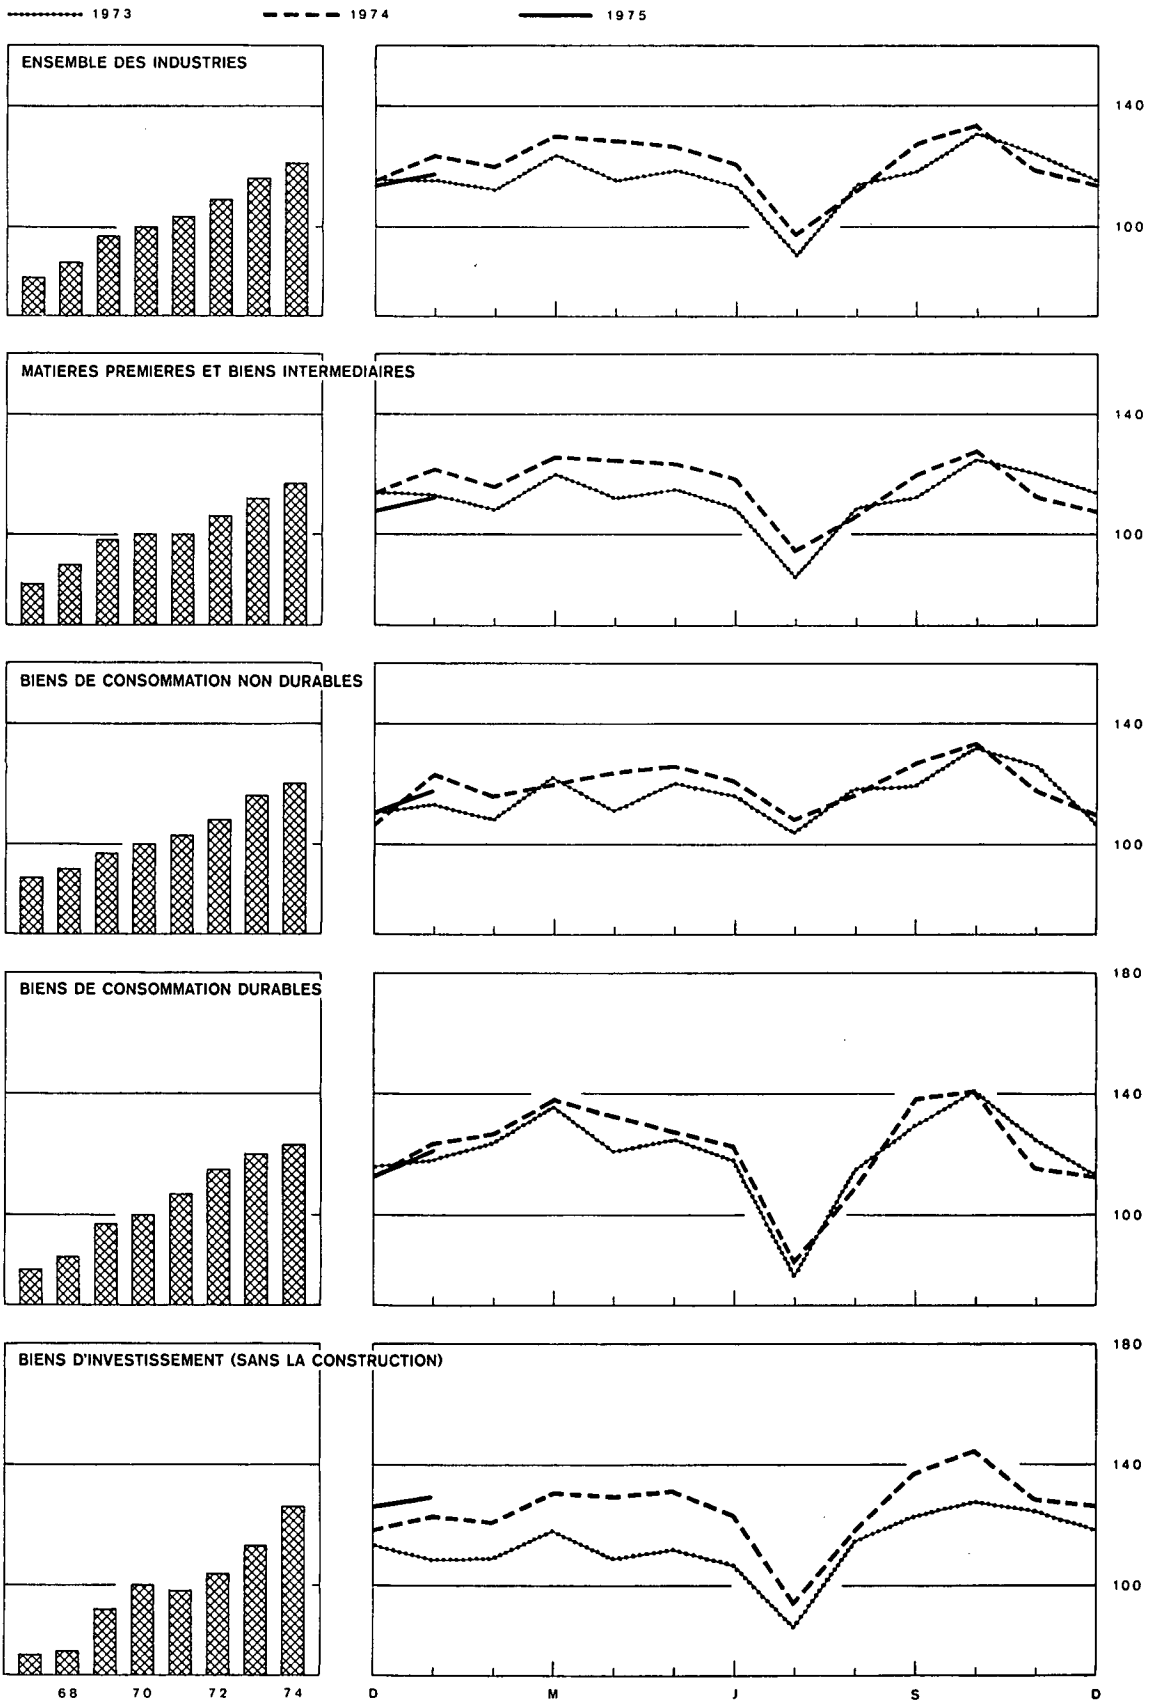 1973 1974 1975
ENSEMBLE DES INDUSTRIES
140
100
MATIERES PREMIERES ET BIENS INTERMEDIAIRES
140
100
BIENS DE CONSOMMATION NON DURABLES
140
100
BIENS DE CONSOMMATION DURABLES
180
140
100
BIENS D'INVESTISSEMENT (SANS LA CONSTRUCTION)
180
140
100
68 70 72 74 D M J S D